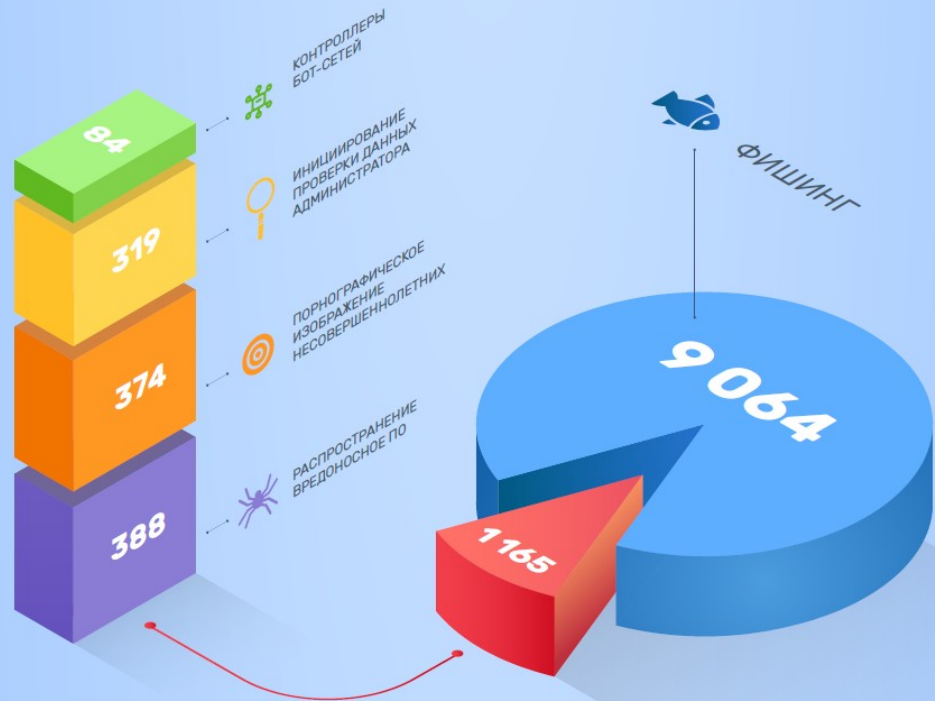 КОНТРОЛЛЕРЫ
БОТ-СЕТЕЙ
84
ИНИЦИИРОВАНИЕ
ПРОВЕРКИ ДАННЫХ
АДМИНИСТРАТОРА
319
ПОРНОГРАФИЧЕСКОЕ
ИЗОБРАЖЕНИЕ
НЕСОВЕРШЕННОЛЕТНИХ
374
РАСПРОСТРАНЕНИЕ
ВРЕДОНОСНОЕ ПО
388
ФИШИНГ
9 064
1 165